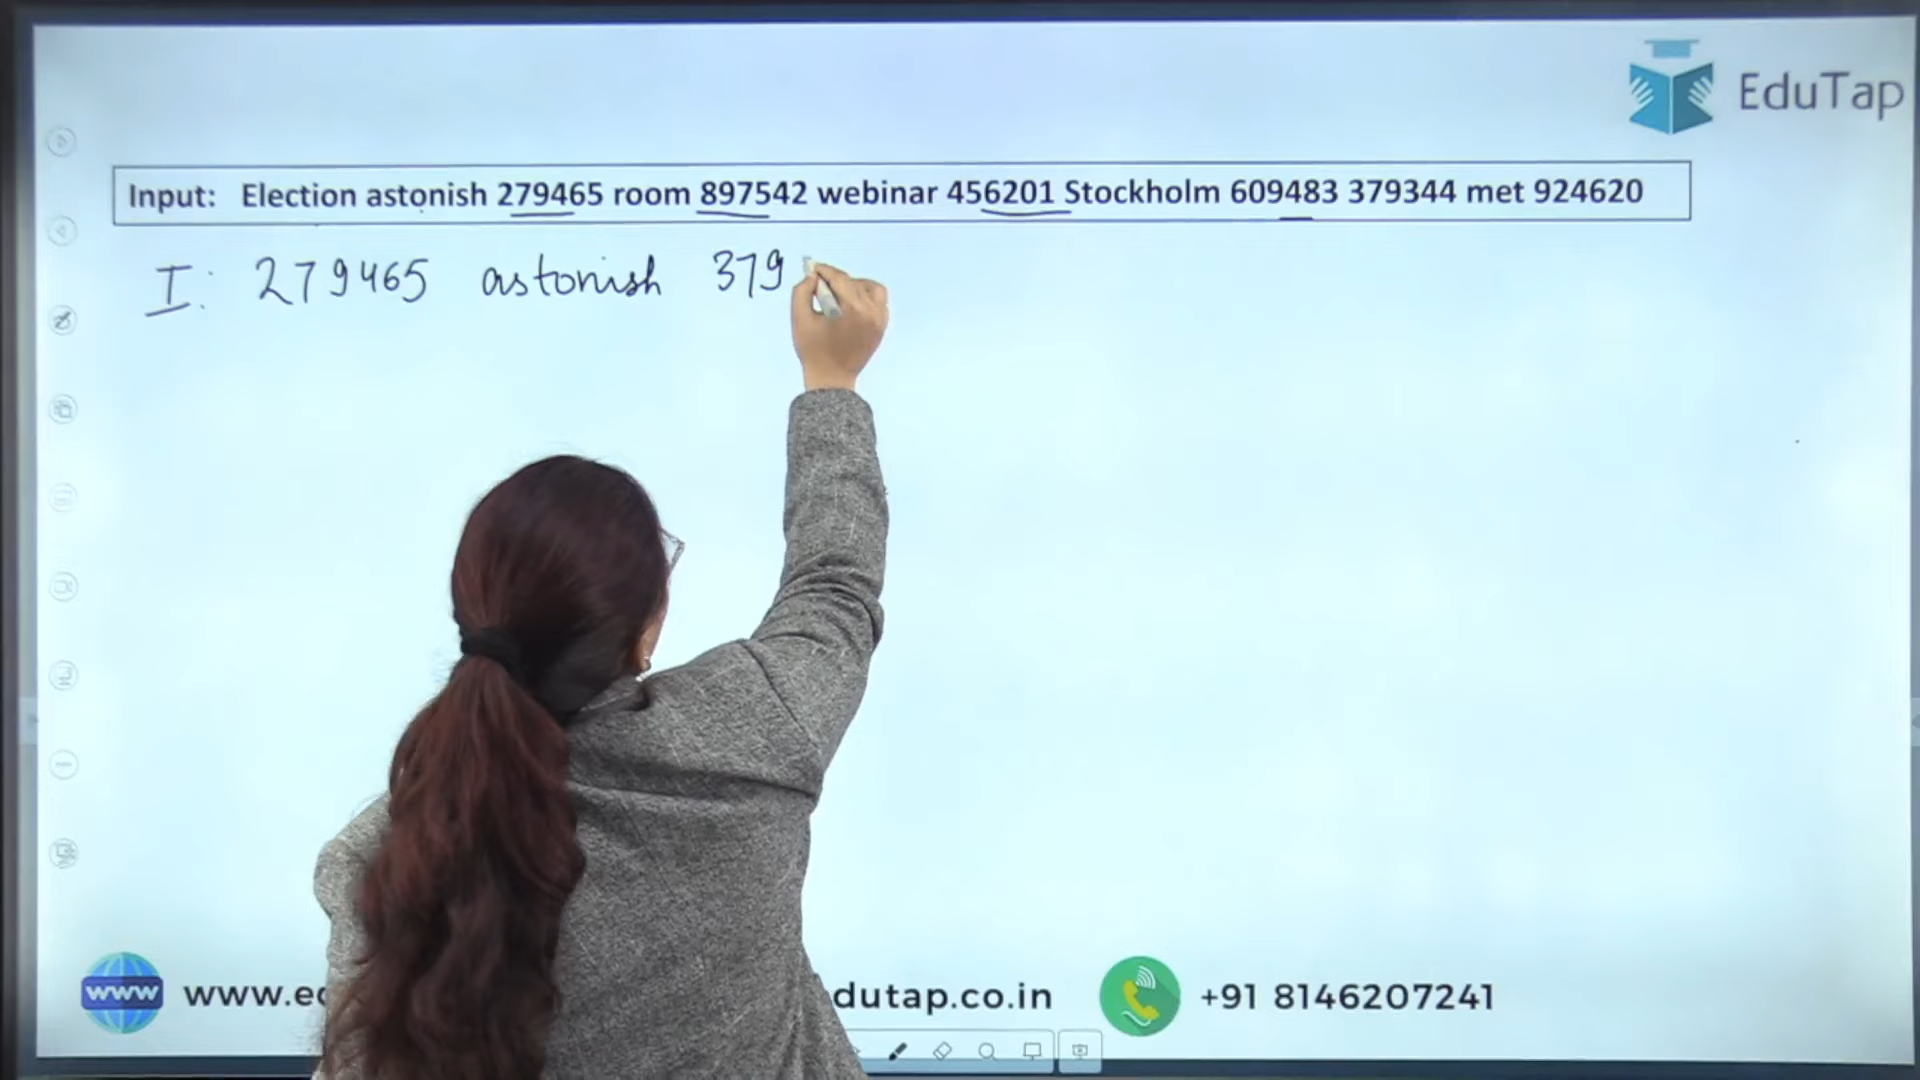 EduTap
Input: Election astonish 279465 room 897542 webinar 456201 Stockholm 609483 379344 met 924620
I: 279465 astonish 379
www www.e dutap.co.in +91 8146207241